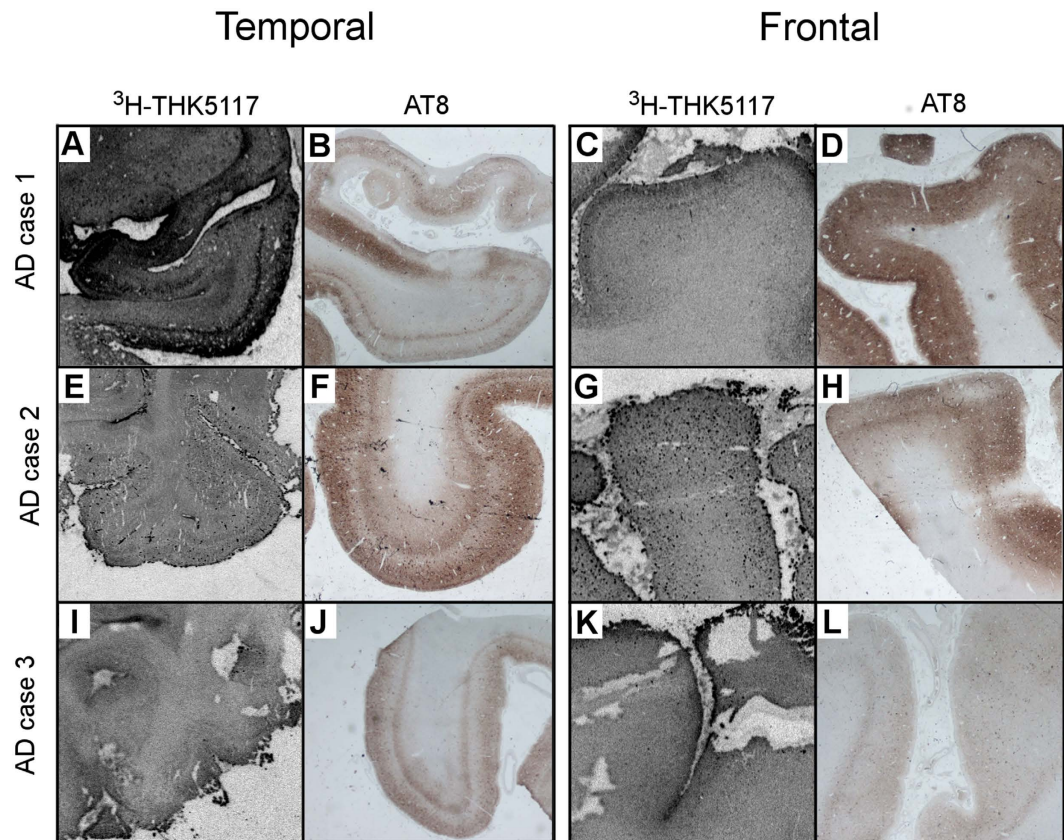 Temporal Frontal
³H-THK5117 AT8 ³H-THK5117 AT8
AD case 1
A B C D
AD case 2
E F G H
AD case 3
I J K L